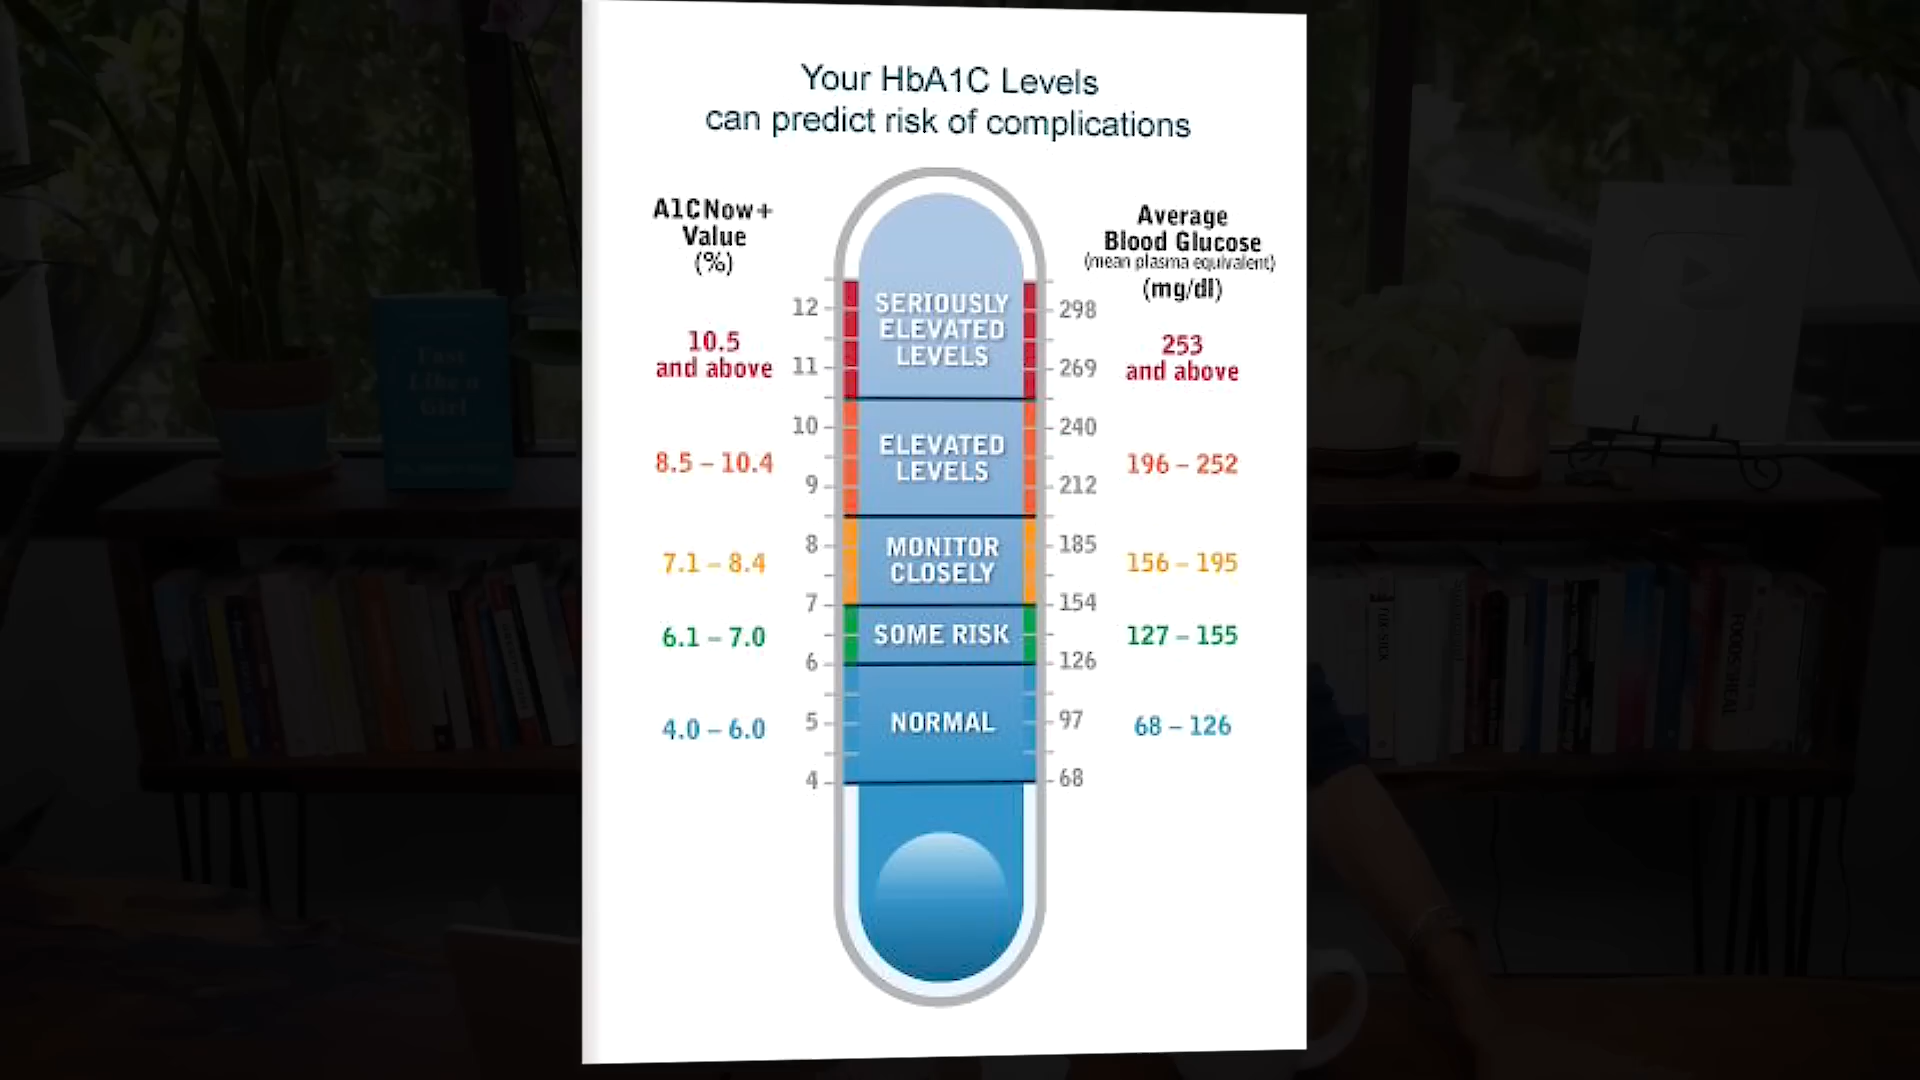 Your HbA1C Levels
can predict risk of complications
A1CNow+
Value
(%)
Average
Blood Glucose
(mean plasma equivalent)
(mg/dl)
12
SERIOUSLY
ELEVATED
LEVELS
298
10.5
and above
11
269
253
and above
10
240
8.5 – 10.4
ELEVATED
LEVELS
196 – 252
9
212
8
185
7.1 – 8.4
MONITOR
CLOSELY
156 – 195
7
154
6.1 – 7.0
SOME RISK
127 – 155
6
126
4.0 – 6.0
5
NORMAL
97
68 – 126
4
68
Fast
Like a
Girl